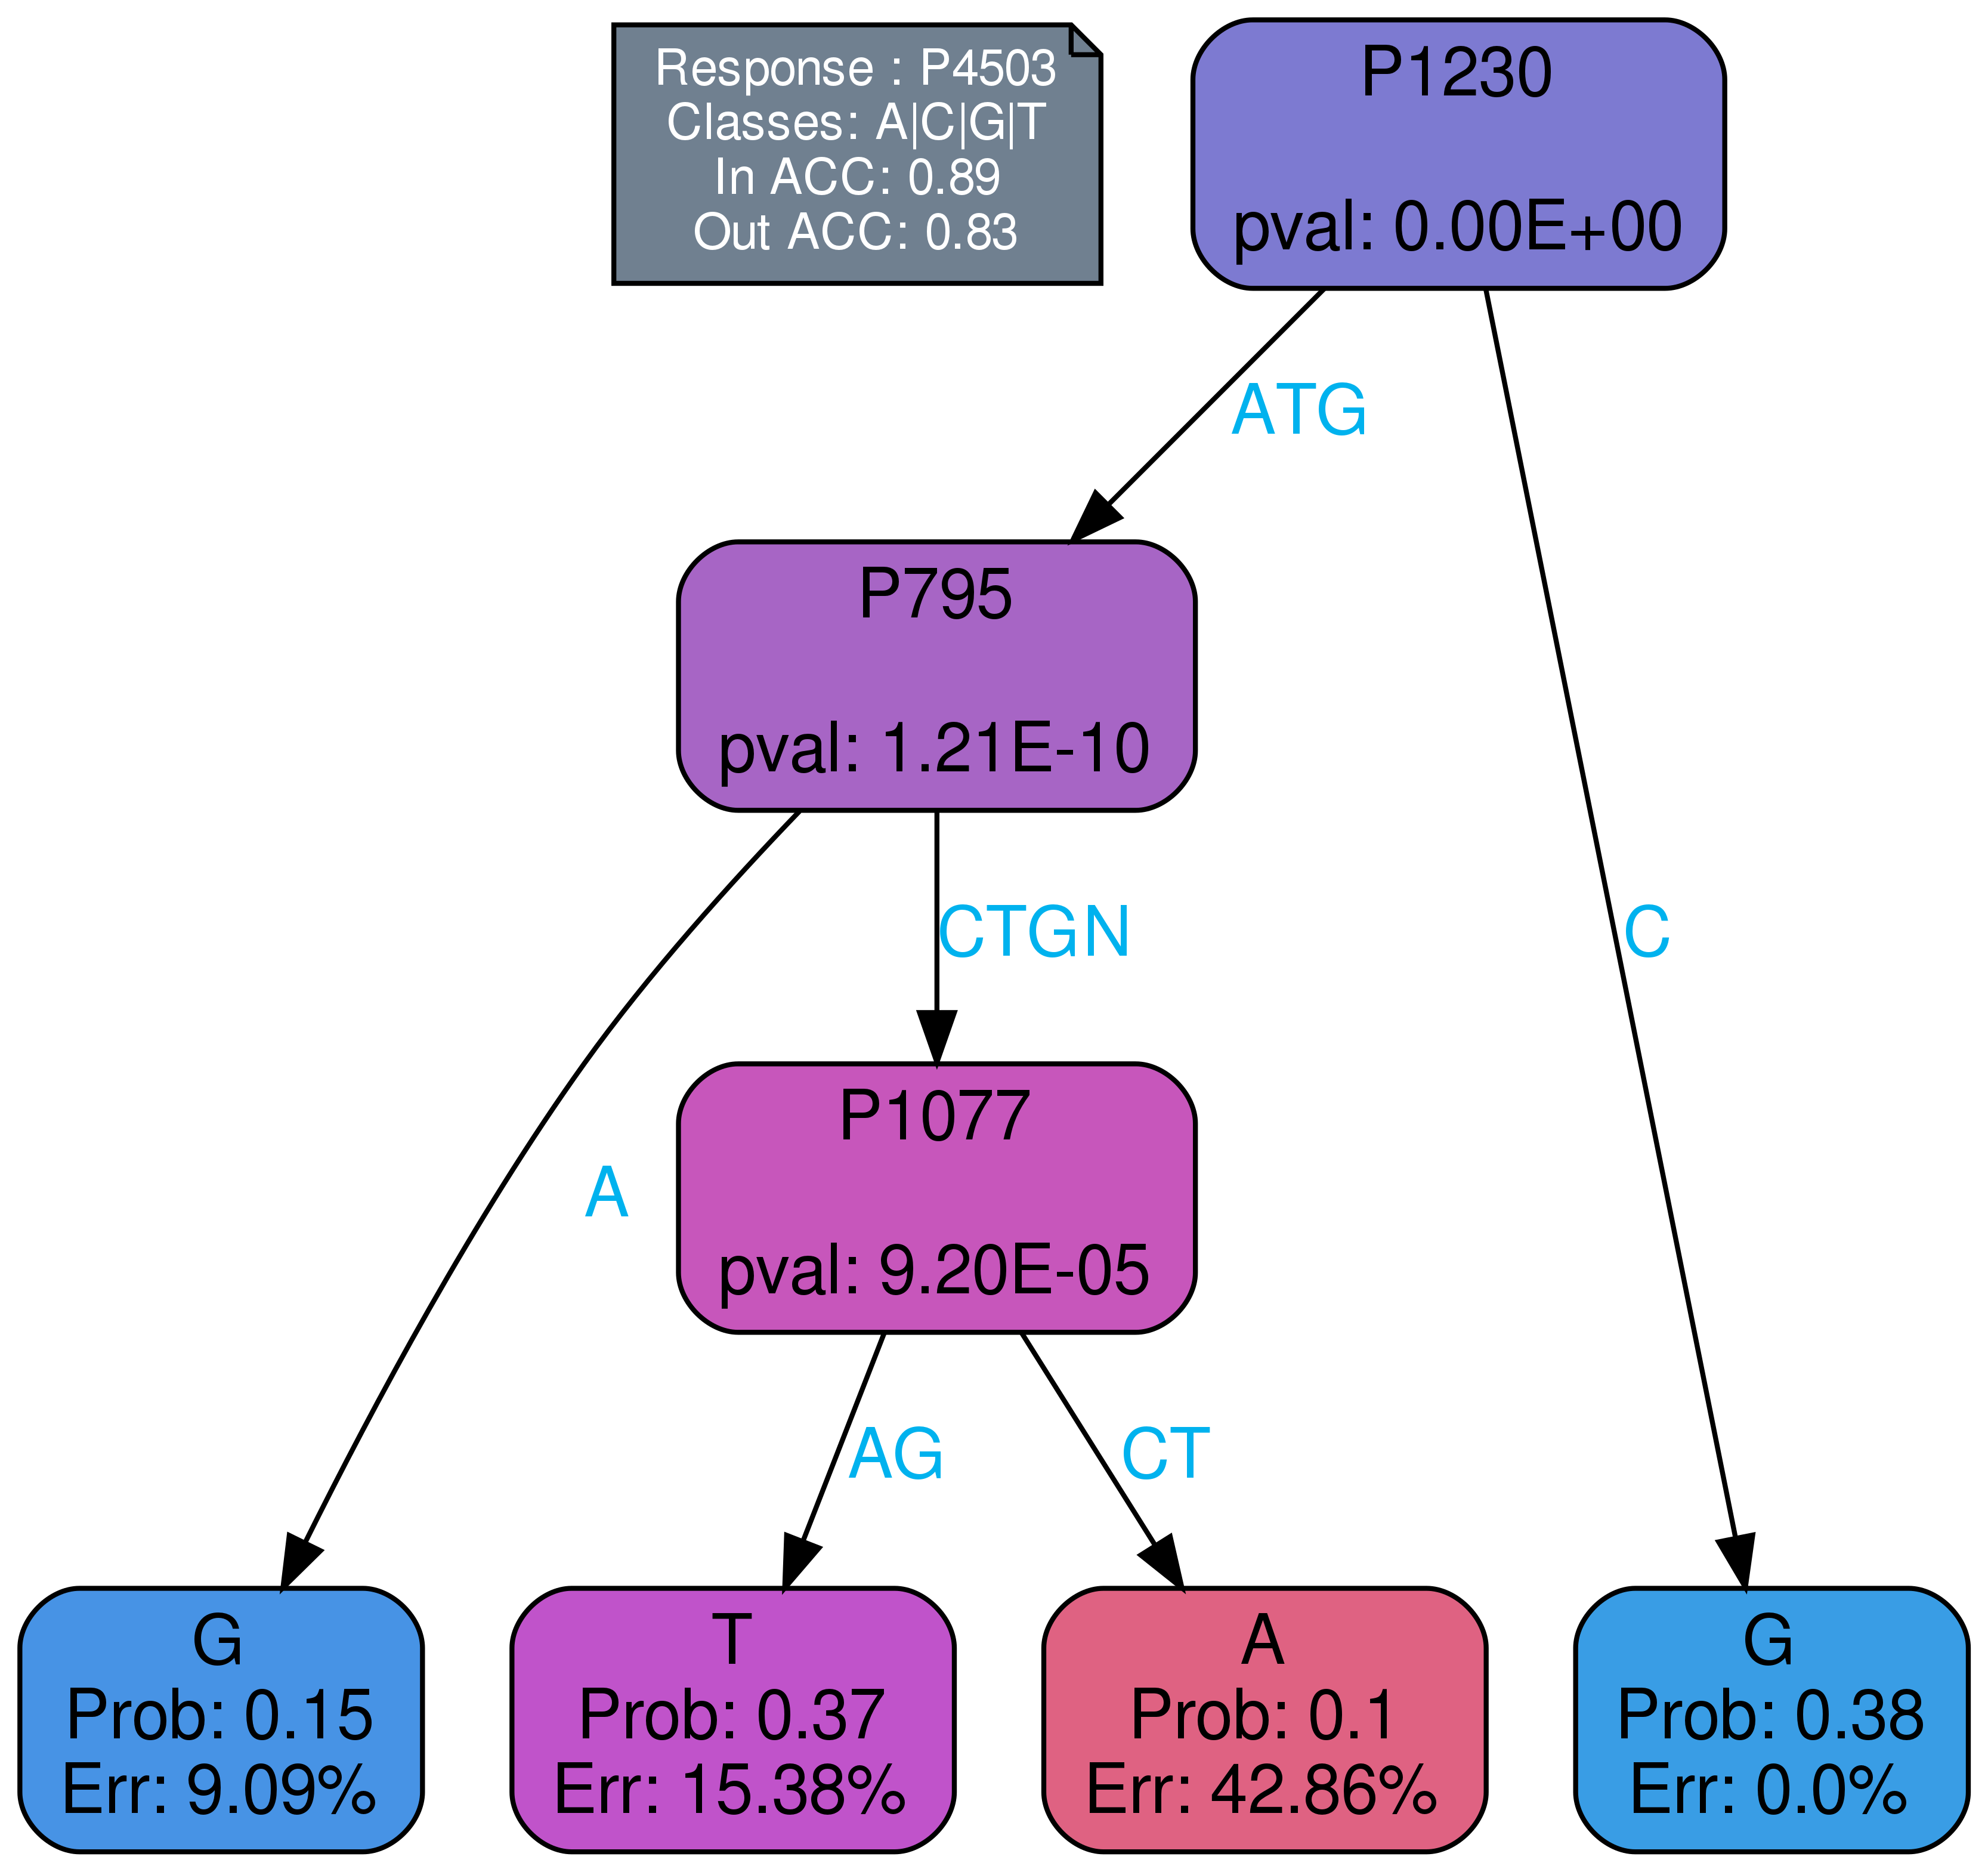 Response : P4503
Classes: A|C|G|T
In ACC: 0.89
Out ACC: 0.83
P1230
pval: 0.00E+00
ATG
P795
pval: 1.21E-10
CTGN
C
P1077
pval: 9.20E-05
A
AG
CT
G
Prob: 0.15
Err: 9.09%
T
Prob: 0.37
Err: 15.38%
A
Prob: 0.1
Err: 42.86%
G
Prob: 0.38
Err: 0.0%